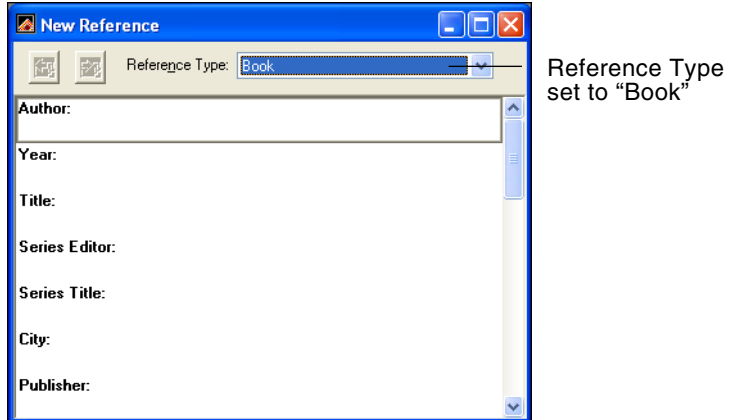 New Reference
Reference Type: Book
Reference Type
set to “Book”
Author:
Year:
Title:
Series Editor:
Series Title:
City:
Publisher: